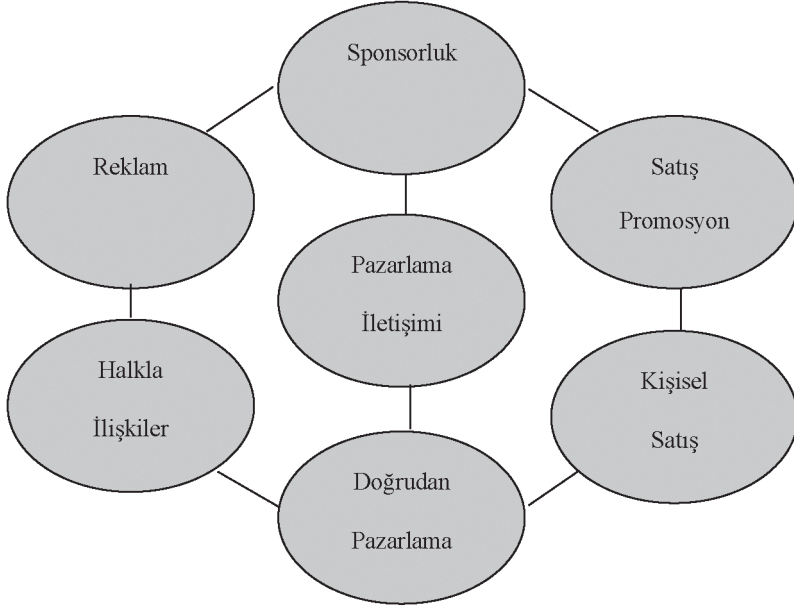 Sponsorluk
Reklam
Satış
Promosyon
Pazarlama
İletişimi
Halkla
İlişkiler
Kişisel
Satış
Doğrudan
Pazarlama